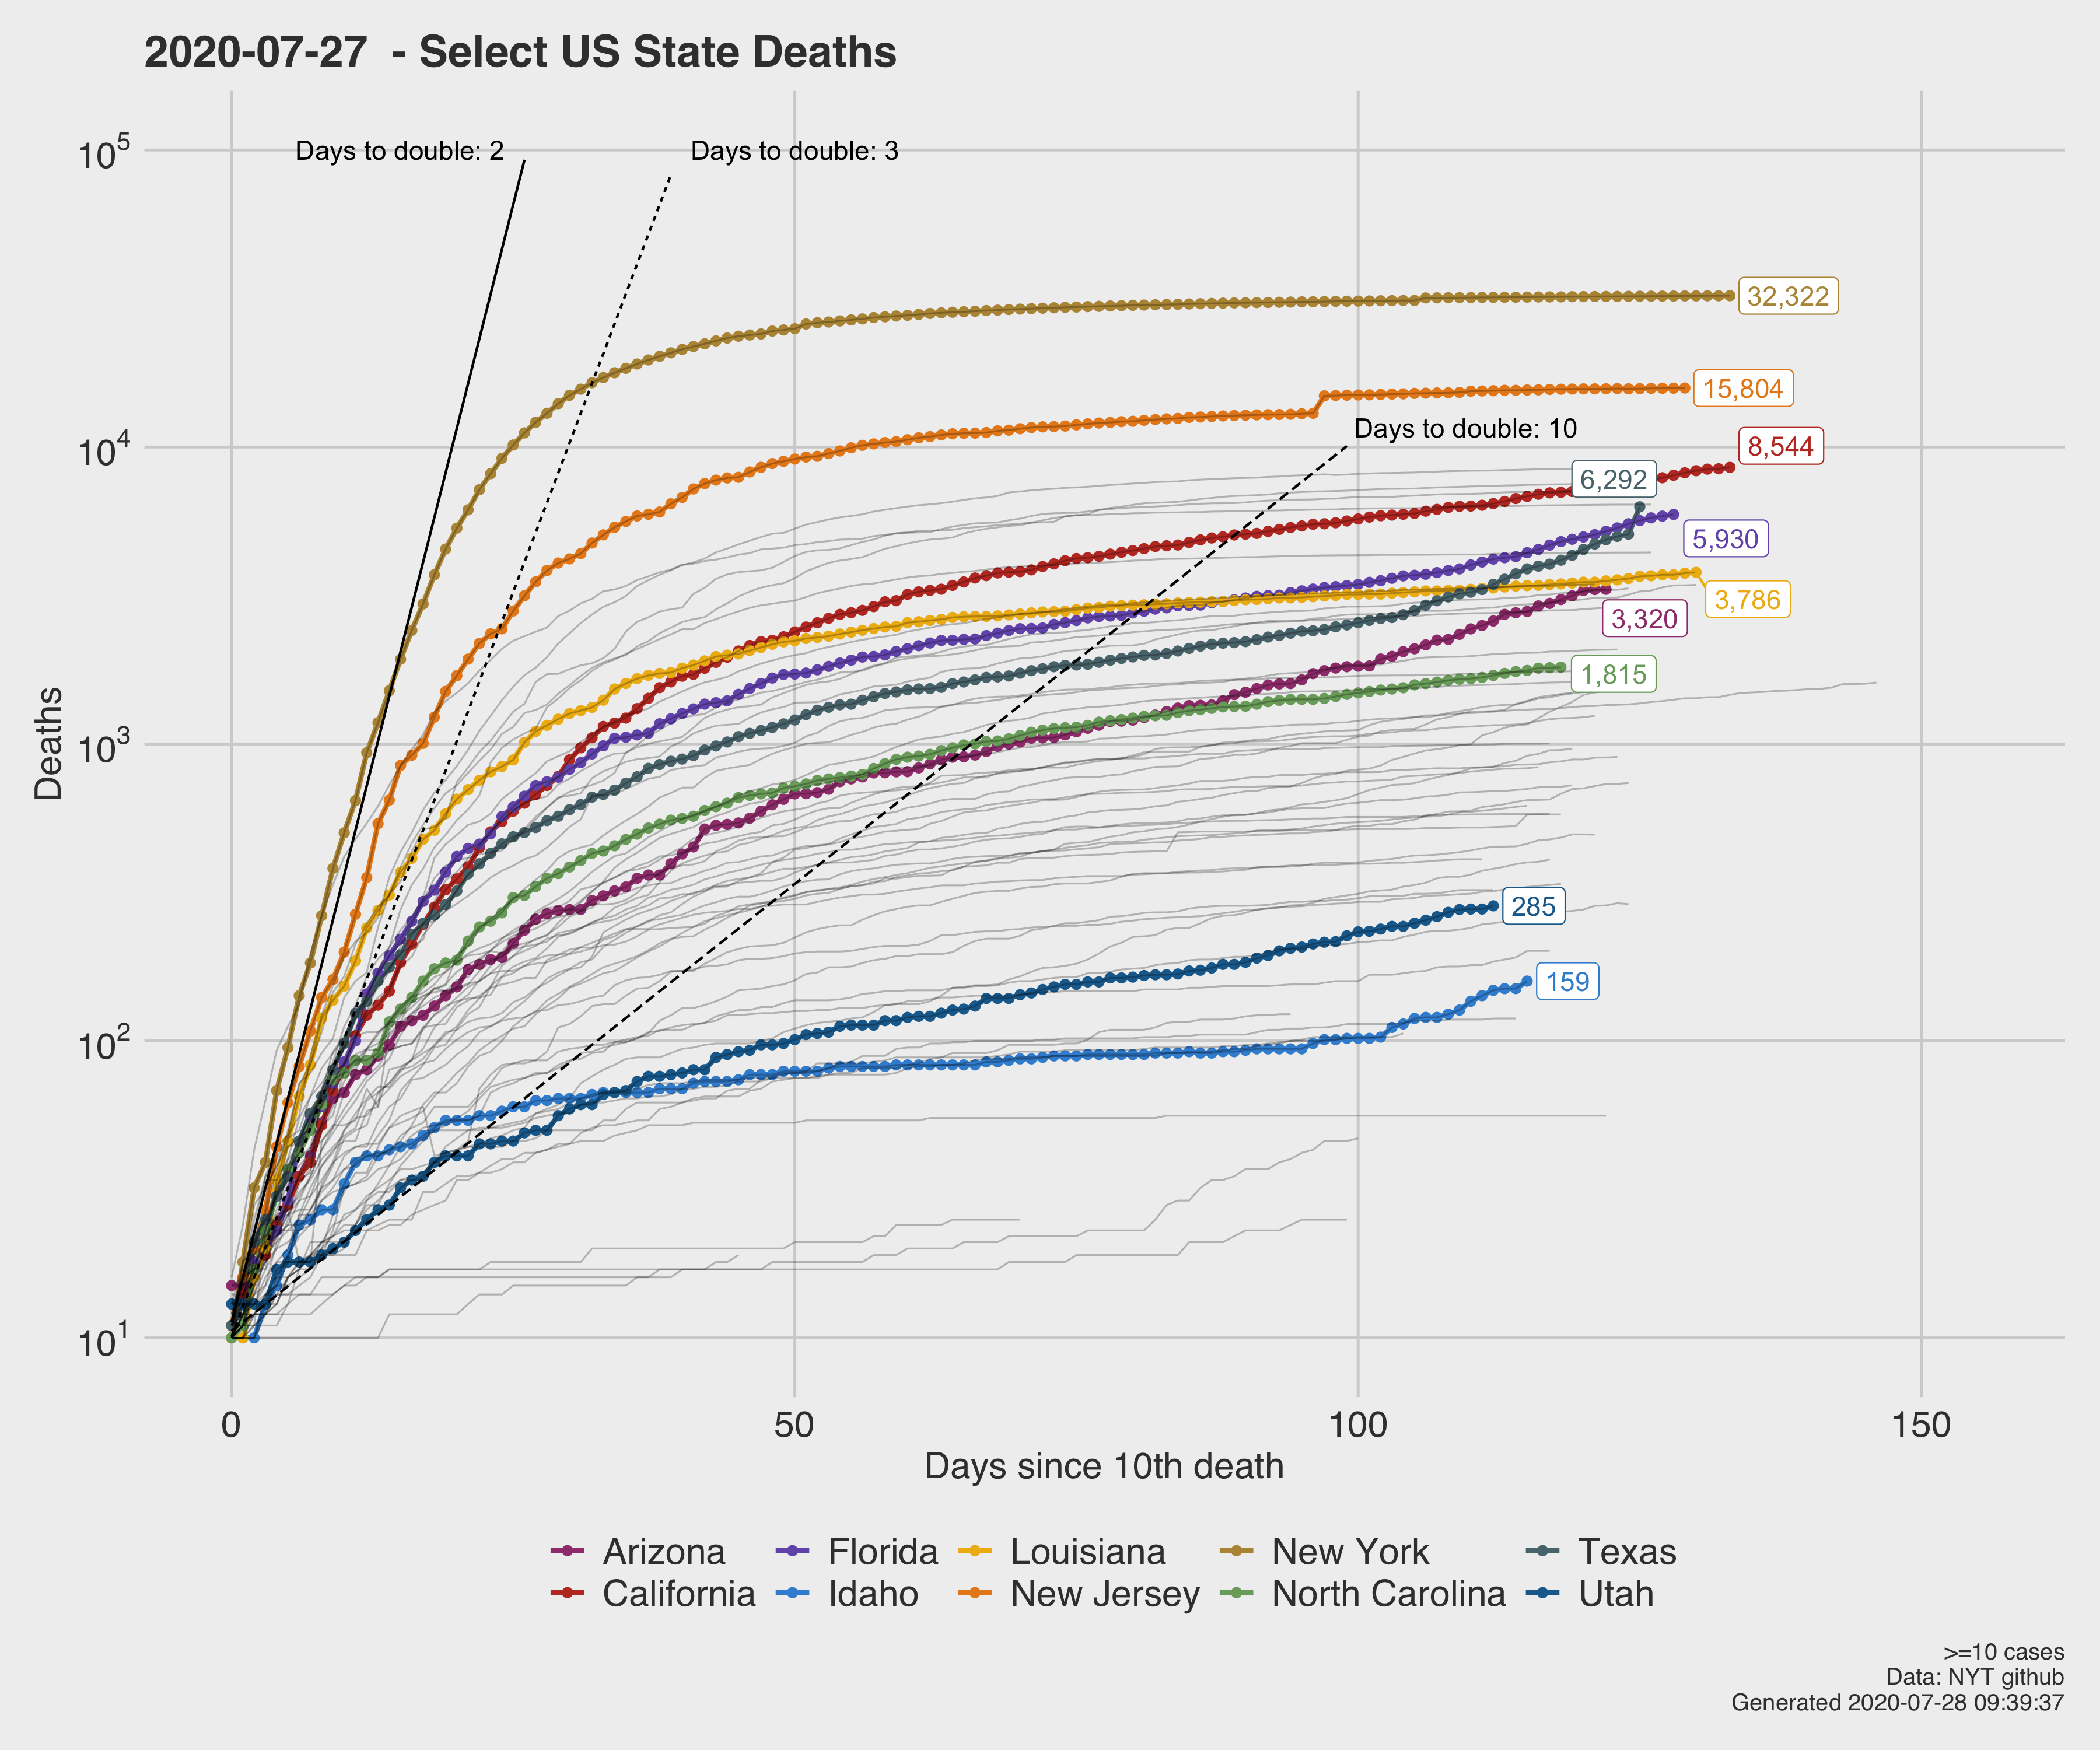 2020-07-27  - Select US State Deaths
Days to double: 2
Days to double: 3
Days to double: 10
10^5
10^4
10^3
10^2
10^1
Deaths
32,322
15,804
8,544
6,292
5,930
3,786
3,320
1,815
285
159
0 50 100 150
Days since 10th death
Arizona Florida Louisiana New York Texas
California Idaho New Jersey North Carolina Utah
>=10 cases
Data: NYT github
Generated 2020-07-28 09:39:37